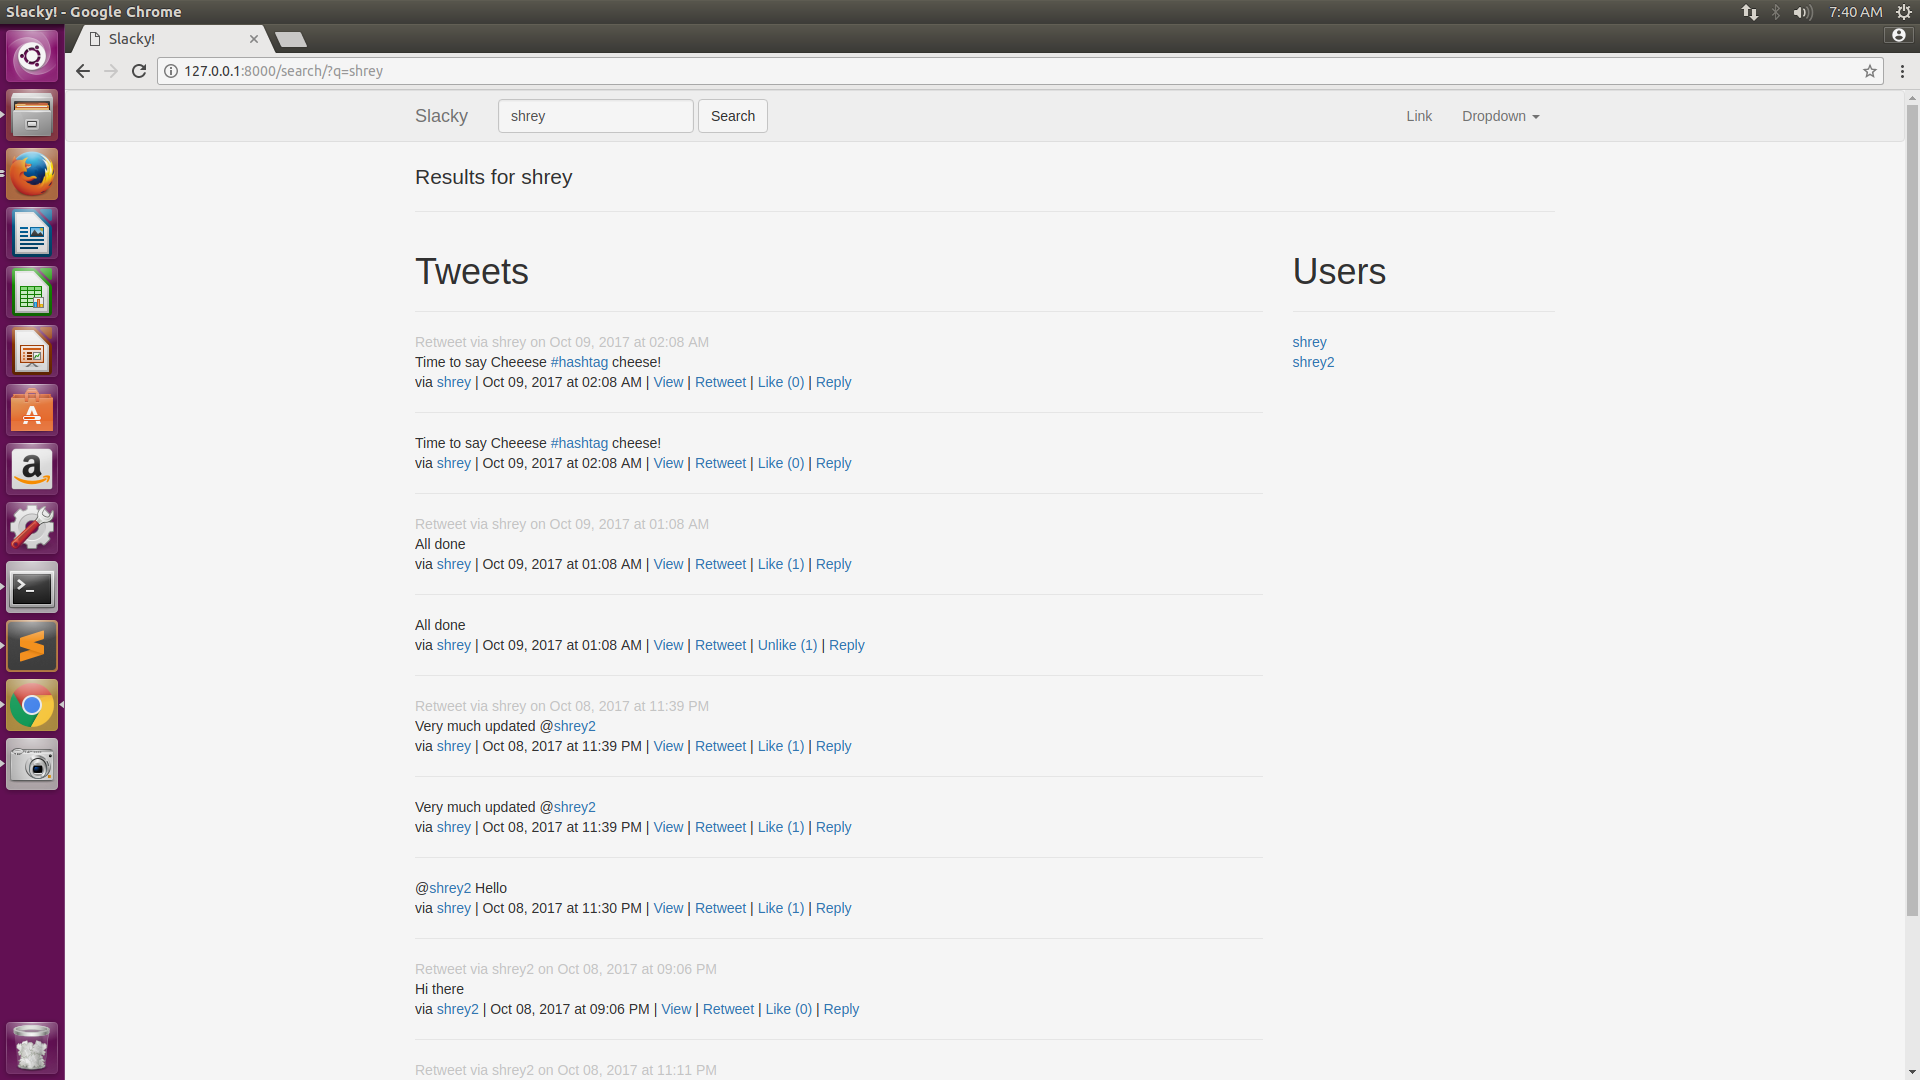 Slacky! - Google Chrome
7:40 AM
Slacky!
127.0.0.1:8000/search/?q=shrey
Slacky
shrey
Search
Link
Dropdown
Results for shrey
Tweets
Retweet via shrey on Oct 09, 2017 at 02:08 AM
Time to say Cheeese #hashtag cheese!
via shrey | Oct 09, 2017 at 02:08 AM | View | Retweet | Like (0) | Reply
Time to say Cheeese #hashtag cheese!
via shrey | Oct 09, 2017 at 02:08 AM | View | Retweet | Like (0) | Reply
Retweet via shrey on Oct 09, 2017 at 01:08 AM
All done
via shrey | Oct 09, 2017 at 01:08 AM | View | Retweet | Like (1) | Reply
All done
via shrey | Oct 09, 2017 at 01:08 AM | View | Retweet | Unlike (1) | Reply
Retweet via shrey on Oct 08, 2017 at 11:39 PM
Very much updated @shrey2
via shrey | Oct 08, 2017 at 11:39 PM | View | Retweet | Like (1) | Reply
Very much updated @shrey2
via shrey | Oct 08, 2017 at 11:39 PM | View | Retweet | Like (1) | Reply
@shrey2 Hello
via shrey | Oct 08, 2017 at 11:30 PM | View | Retweet | Like (1) | Reply
Retweet via shrey2 on Oct 08, 2017 at 09:06 PM
Hi there
via shrey2 | Oct 08, 2017 at 09:06 PM | View | Retweet | Like (0) | Reply
Retweet via shrey2 on Oct 08, 2017 at 11:11 PM
Users
shrey
shrey2